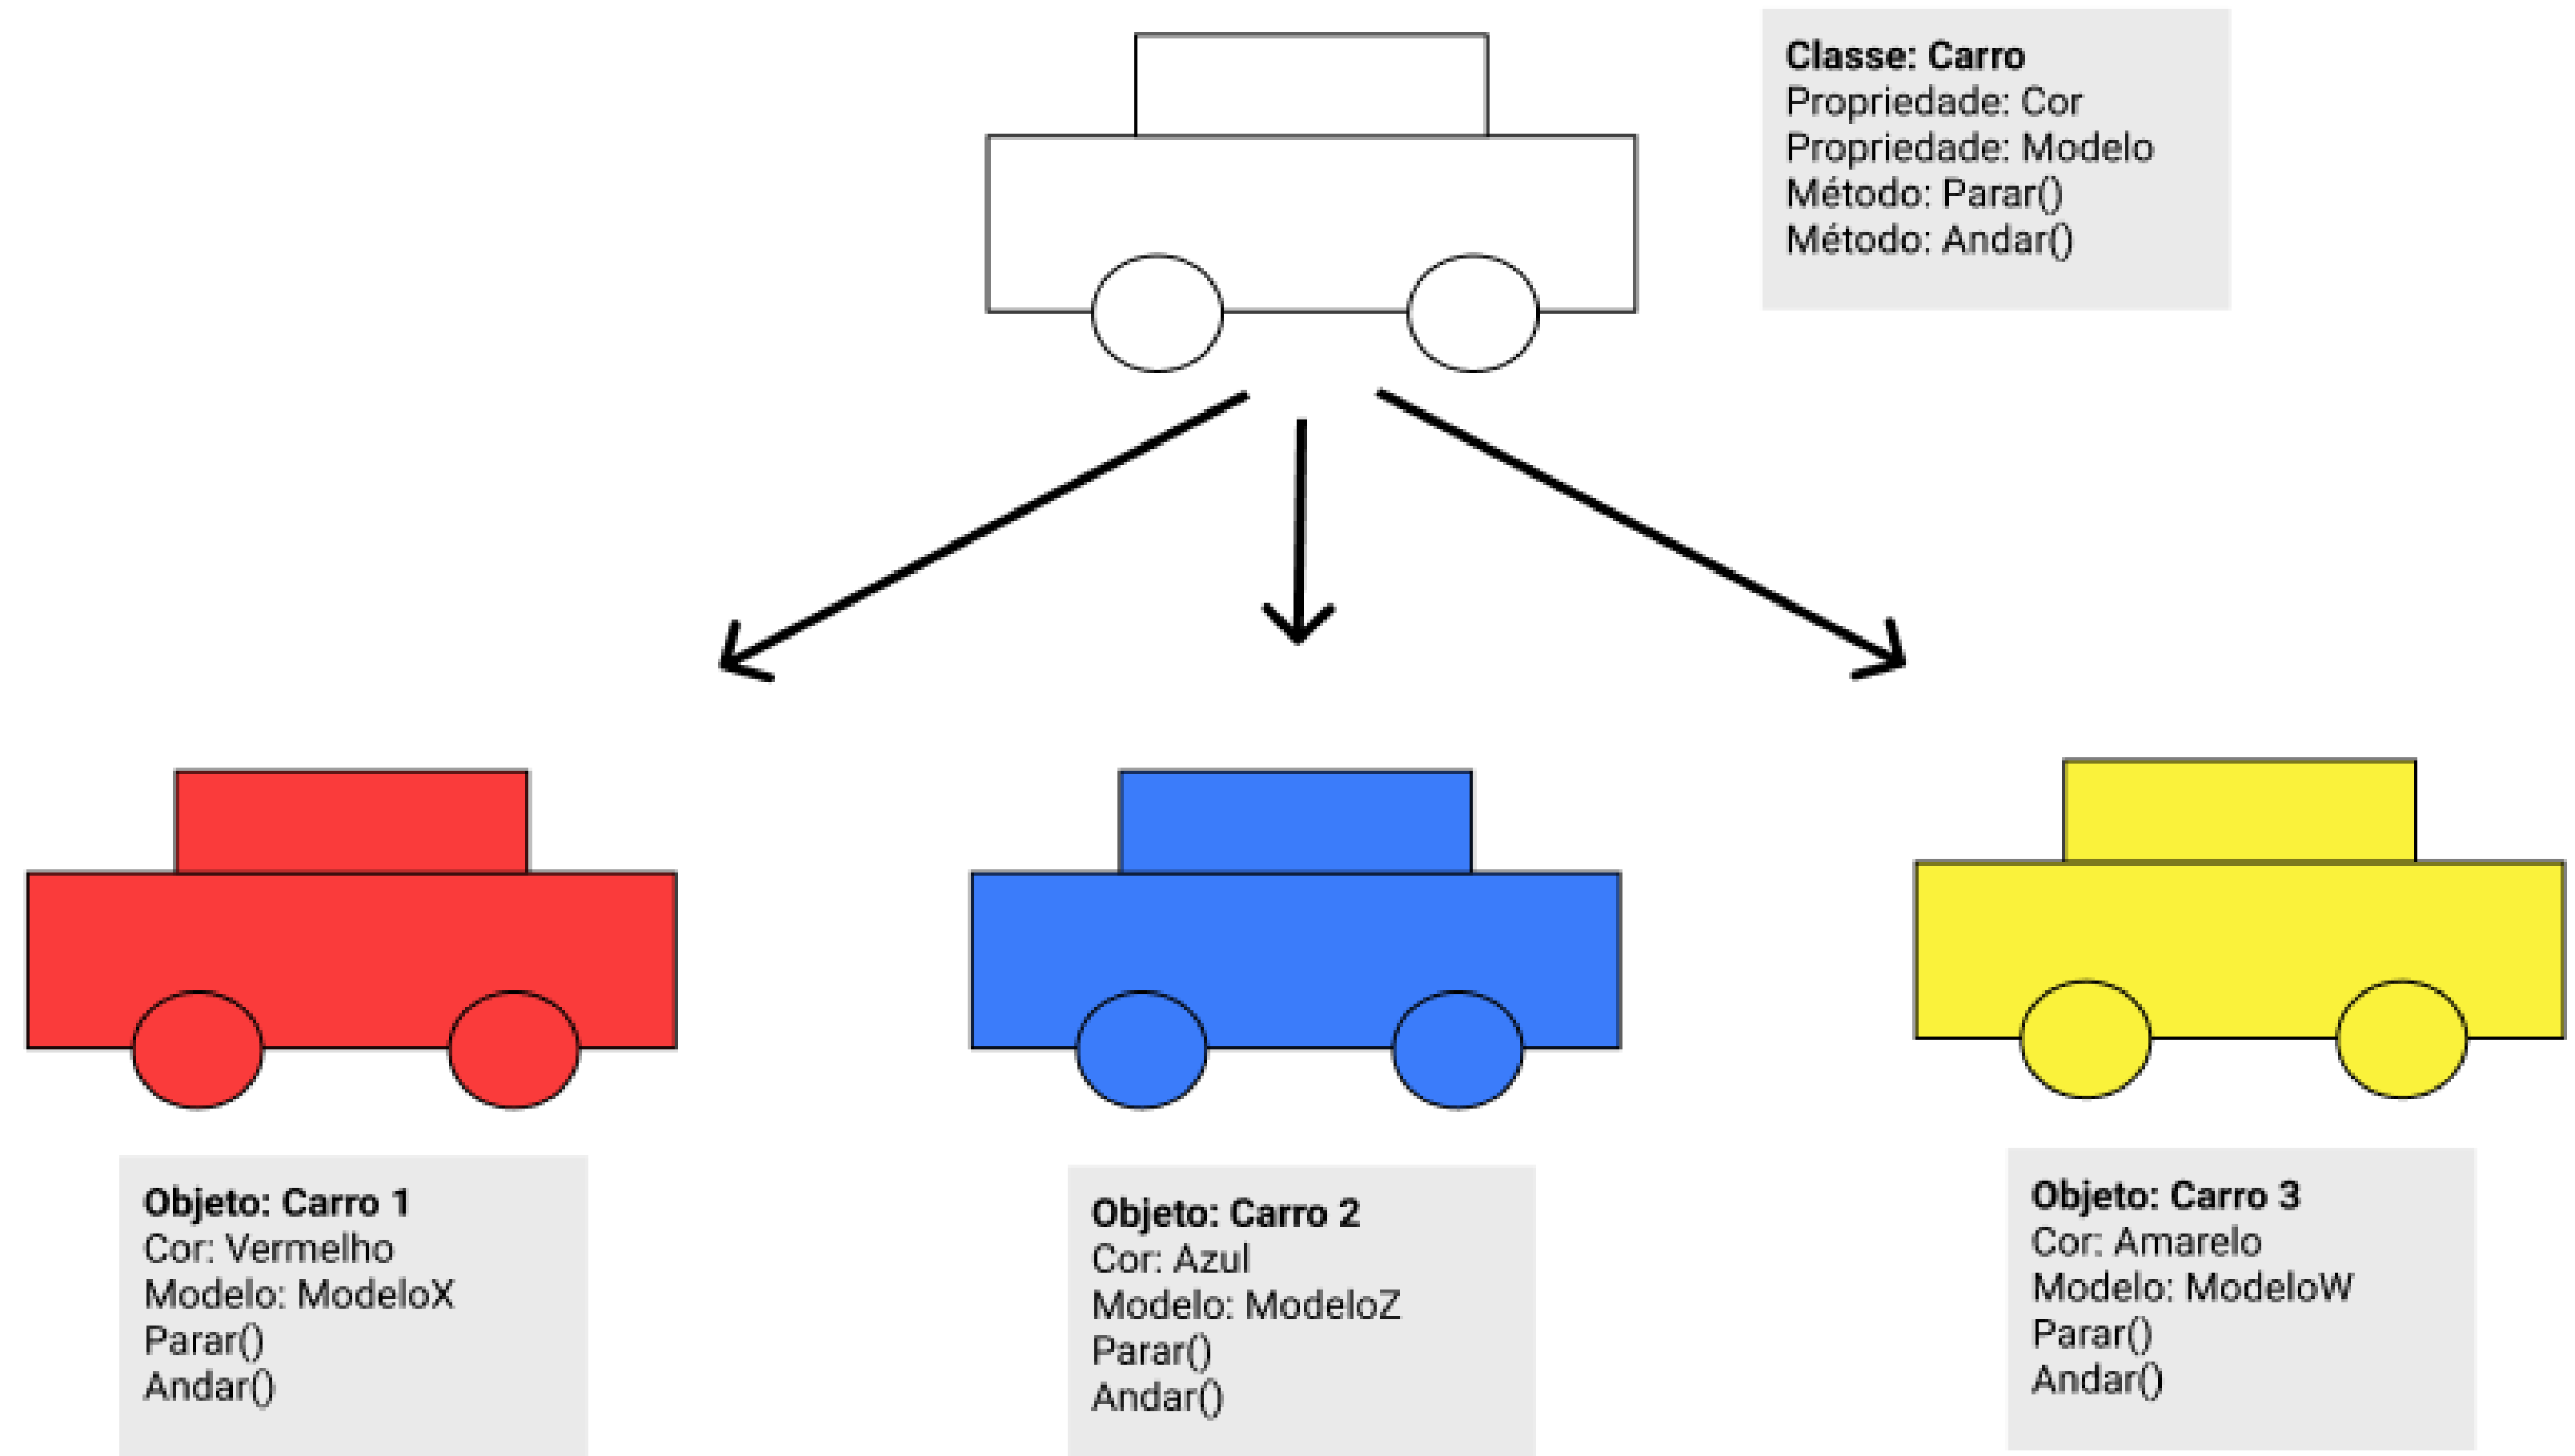 Classe: Carro
Propriedade: Cor
Propriedade: Modelo
Método: Parar()
Método: Andar()
Objeto: Carro 1
Cor: Vermelho
Modelo: ModeloX
Parar()
Andar()
Objeto: Carro 2
Cor: Azul
Modelo: ModeloZ
Parar()
Andar()
Objeto: Carro 3
Cor: Amarelo
Modelo: ModeloW
Parar()
Andar()